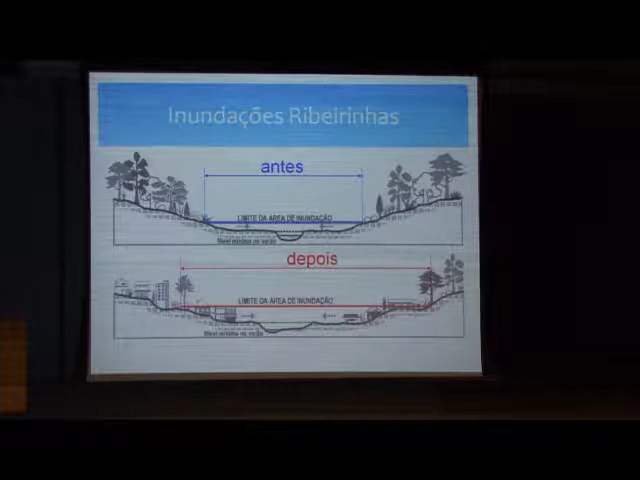 Inundações Ribeirinhas
antes
LIMITE DA ÁREA DE INUNDAÇÃO
Nível mínimo no verão
depois
LIMITE DA ÁREA DE INUNDAÇÃO
Nível mínimo no verão